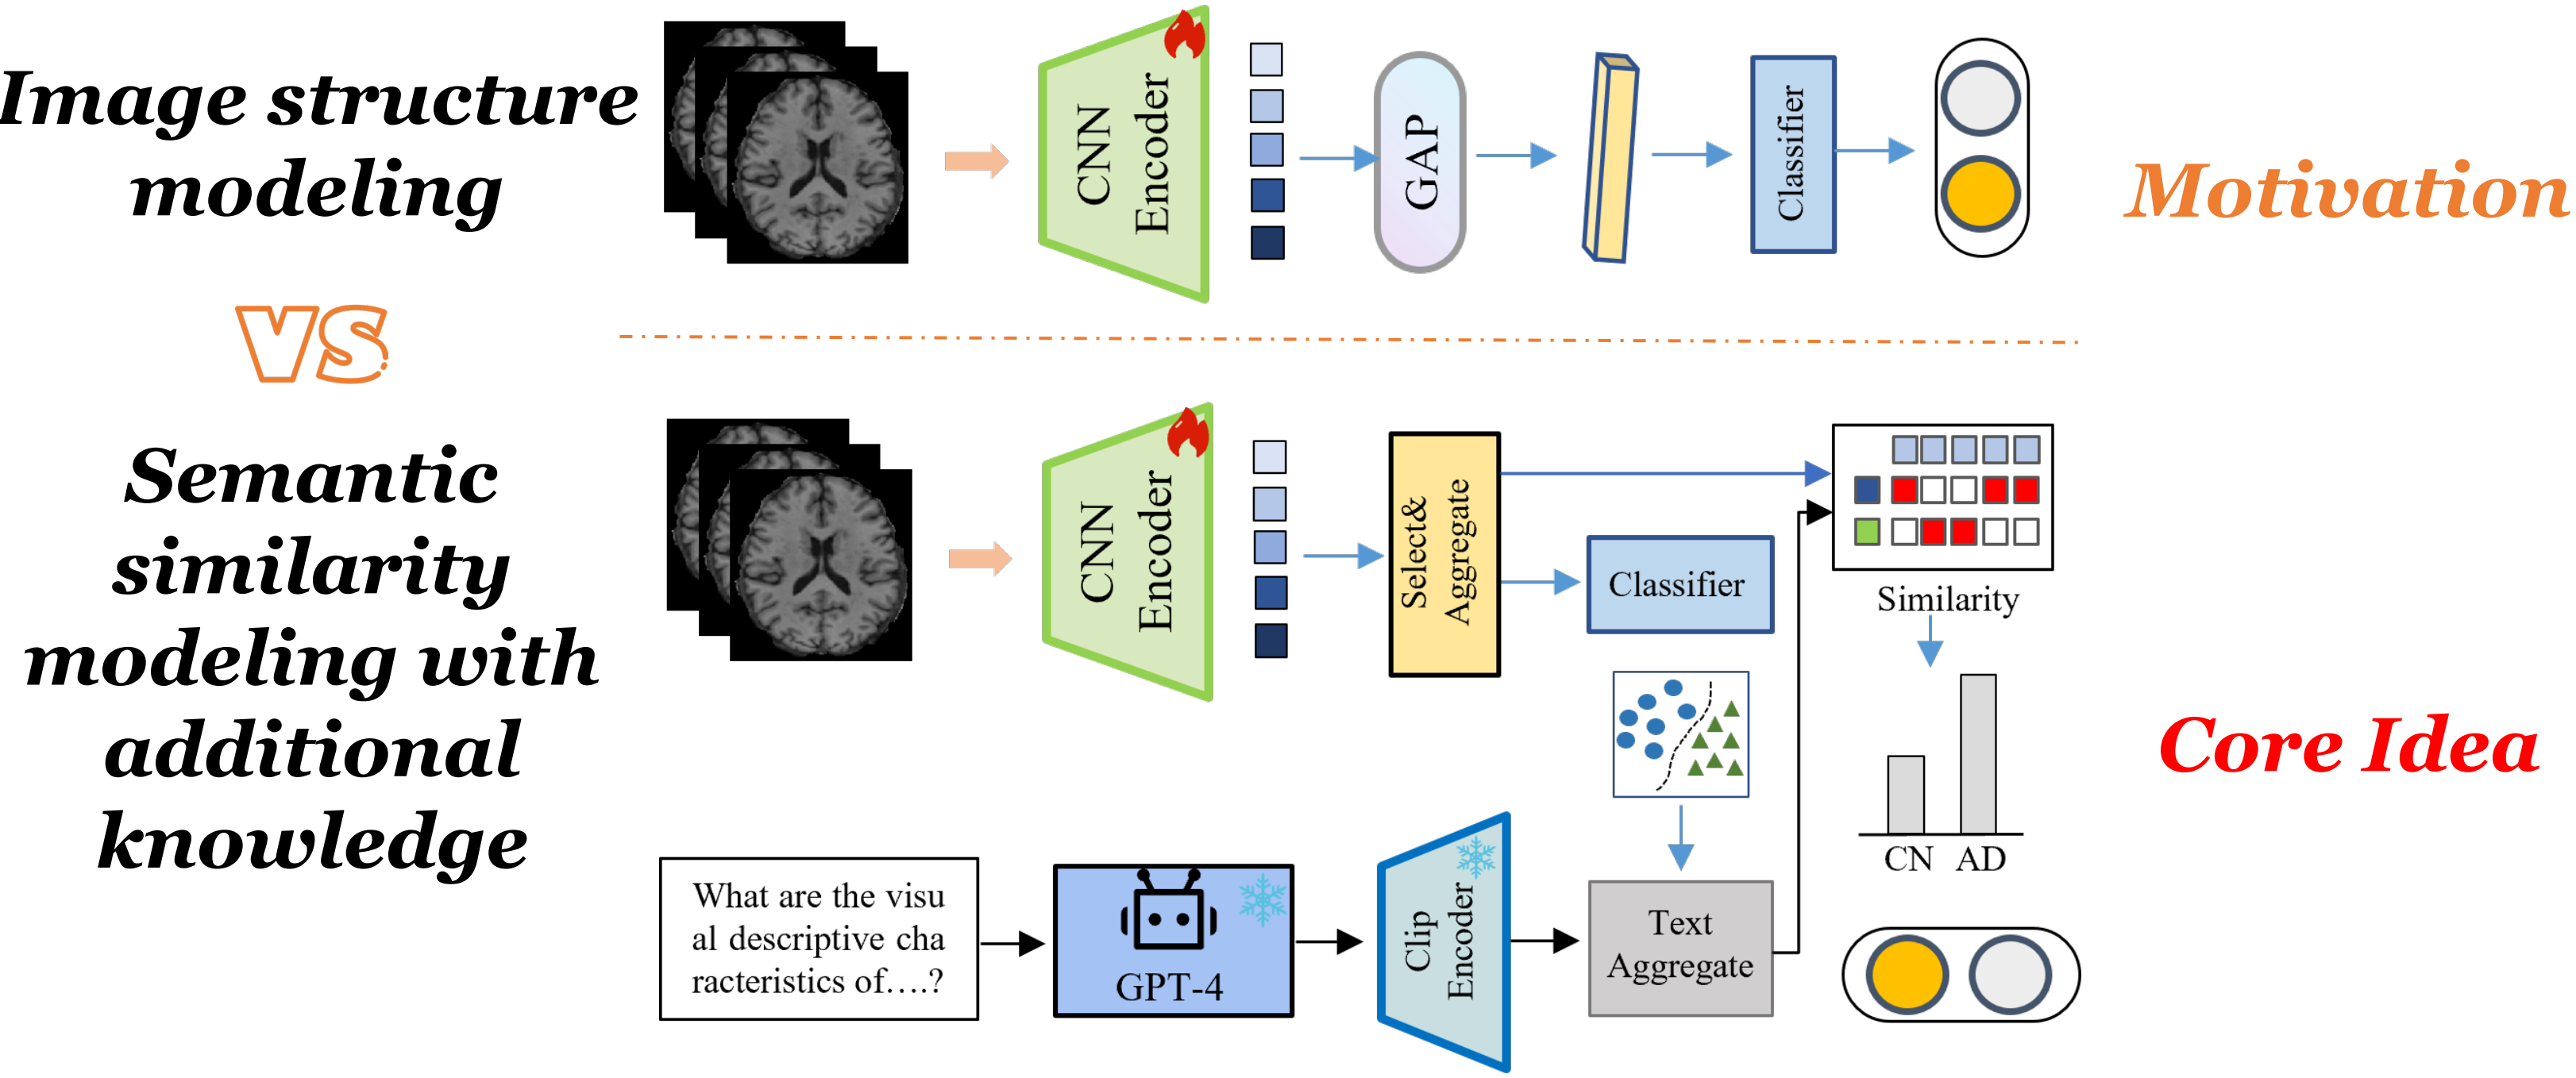 Image structure
modeling
CNN
Encoder
GAP
Classifier
Motivation
VS
Semantic
similarity
modeling with
additional
knowledge
CNN
Encoder
Select&
Aggregate
Classifier
Similarity
CN AD
Core Idea
What are the visu
al descriptive cha
racteristics of….?
GPT-4
Clip
Encoder
Text
Aggregate